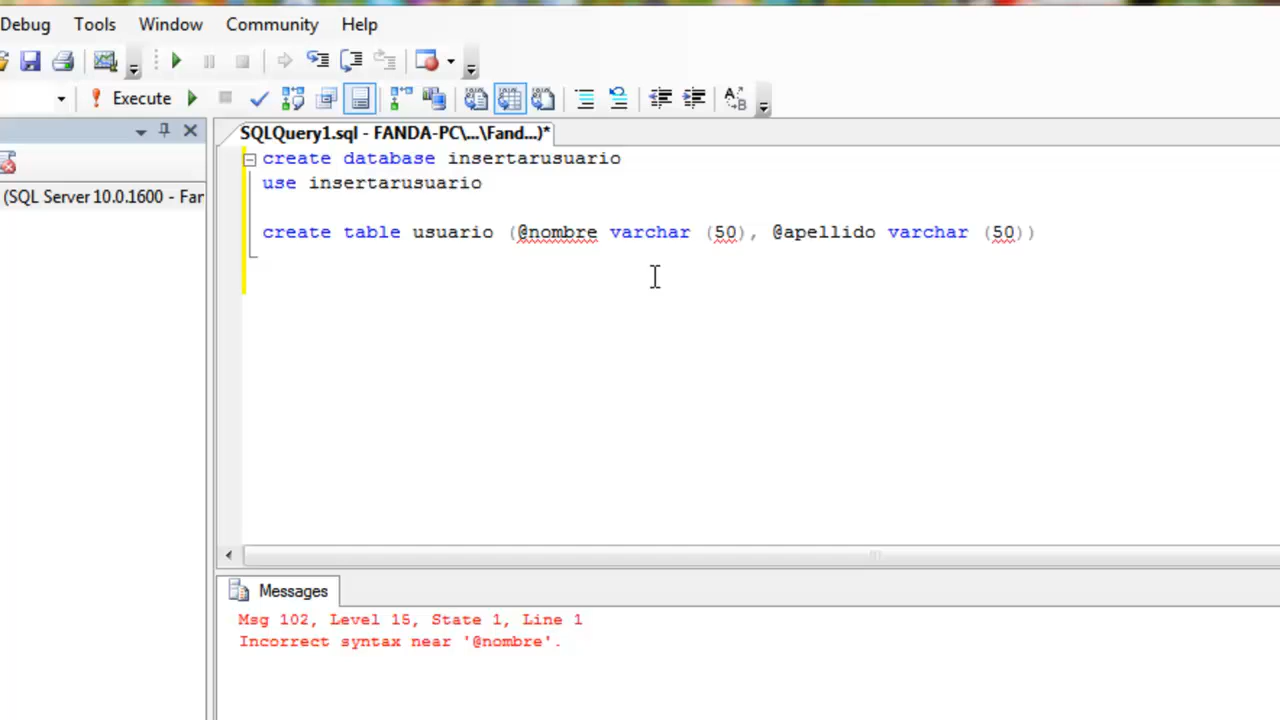 Debug Tools Window Community Help
Execute
SQLQuery1.sql - FANDA-PC\...\Fand...)*
(SQL Server 10.0.1600 - Far
create database insertarusuario
use insertarusuario
create table usuario (@nombre varchar (50), @apellido varchar (50))
Messages
Msg 102, Level 15, State 1, Line 1
Incorrect syntax near '@nombre'.